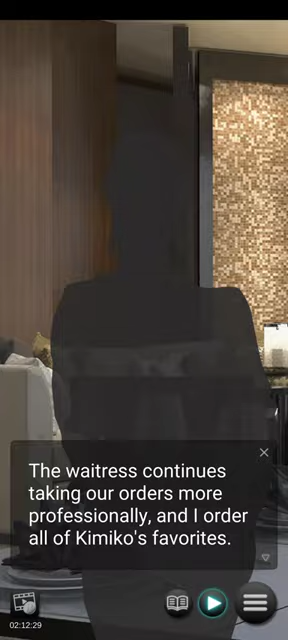 The waitress continues
taking our orders more
professionally, and I order
all of Kimiko's favorites.
02:12:29